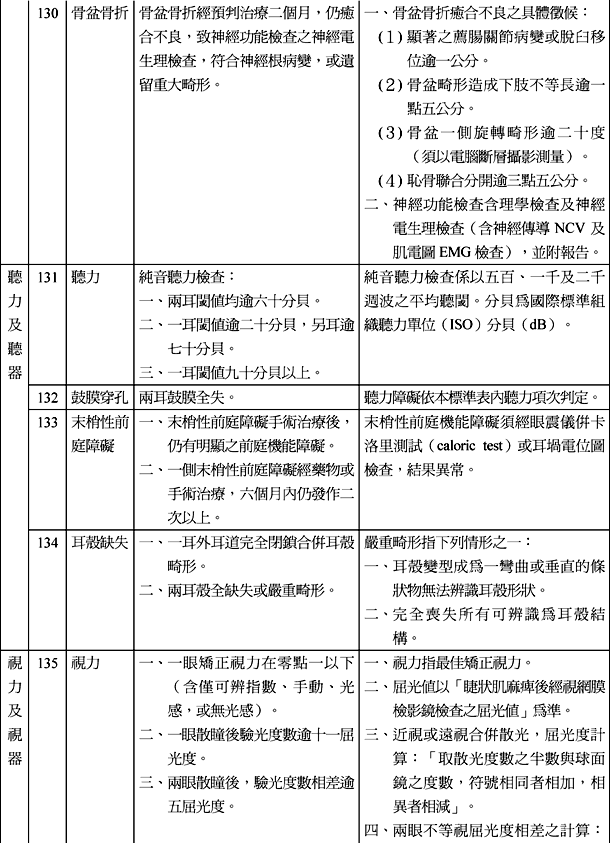 130 骨盆骨折
骨盆骨折經預判治療二個月，仍癒
合不良，致神經功能檢查之神經電
生理檢查，符合神經根病變，或遺
留重大畸形。
一、骨盆骨折癒合不良之具體徵候：
(1) 顯著之薦腸關節病變或脫臼移
位逾一公分。
(2) 骨盆畸形造成下肢不等長逾一
點五公分。
(3) 骨盆一側旋轉畸形逾二十度
（須以電腦斷層攝影測量）。
(4) 恥骨聯合分開逾三點五公分。
二、神經功能檢查含理學檢查及神經
電生理檢查（含神經傳導 NCV 及
肌電圖 EMG 檢查），並附報告。
聽
力
及
聽
器
131 聽力
純音聽力檢查：
一、兩耳閾值均逾六十分貝。
二、一耳閾值逾二十分貝，另耳逾
七十分貝。
三、一耳閾值九十分貝以上。
純音聽力檢查係以五百、一千及二千
週波之平均聽閾。分貝爲國際標準組
織聽力單位（ISO）分貝（dB）。
132 鼓膜穿孔
兩耳鼓膜全失。
聽力障礙依本標準表內聽力項次判定。
133 末梢性前
庭障礙
一、末梢性前庭障礙手術治療後，
仍有明顯之前庭機能障礙。
二、一側末梢性前庭障礙經藥物或
手術治療，六個月內仍發作二
次以上。
末梢性前庭機能障礙須經眼震儀併卡
洛里測試（caloric test）或耳堝電位圖
檢查，結果異常。
134 耳殼缺失
一、一耳外耳道完全閉鎖合併耳殼
畸形。
二、兩耳殼全缺失或嚴重畸形。
嚴重畸形指下列情形之一：
一、耳殼變型成爲一彎曲或垂直的條
狀物無法辨識耳殼形狀。
二、完全喪失所有可辨識爲耳殼結
構。
視
力
及
視
器
135 視力
一、一眼矯正視力在零點一以下
（含僅可辨指數、手動、光
感，或無光感）。
二、一眼散瞳後驗光度數逾十一屈
光度。
三、兩眼散瞳後，驗光度數相差逾
五屈光度。
一、視力指最佳矯正視力。
二、屈光值以「睫狀肌麻痺後經視網膜
檢影鏡檢查之屈光值」爲準。
三、近視或遠視合併散光，屈光度計
算：「取散光度數之半數與球面
鏡之度數，符號相同者相加，相
異者相減」。
四、兩眼不等視屈光度相差之計算：